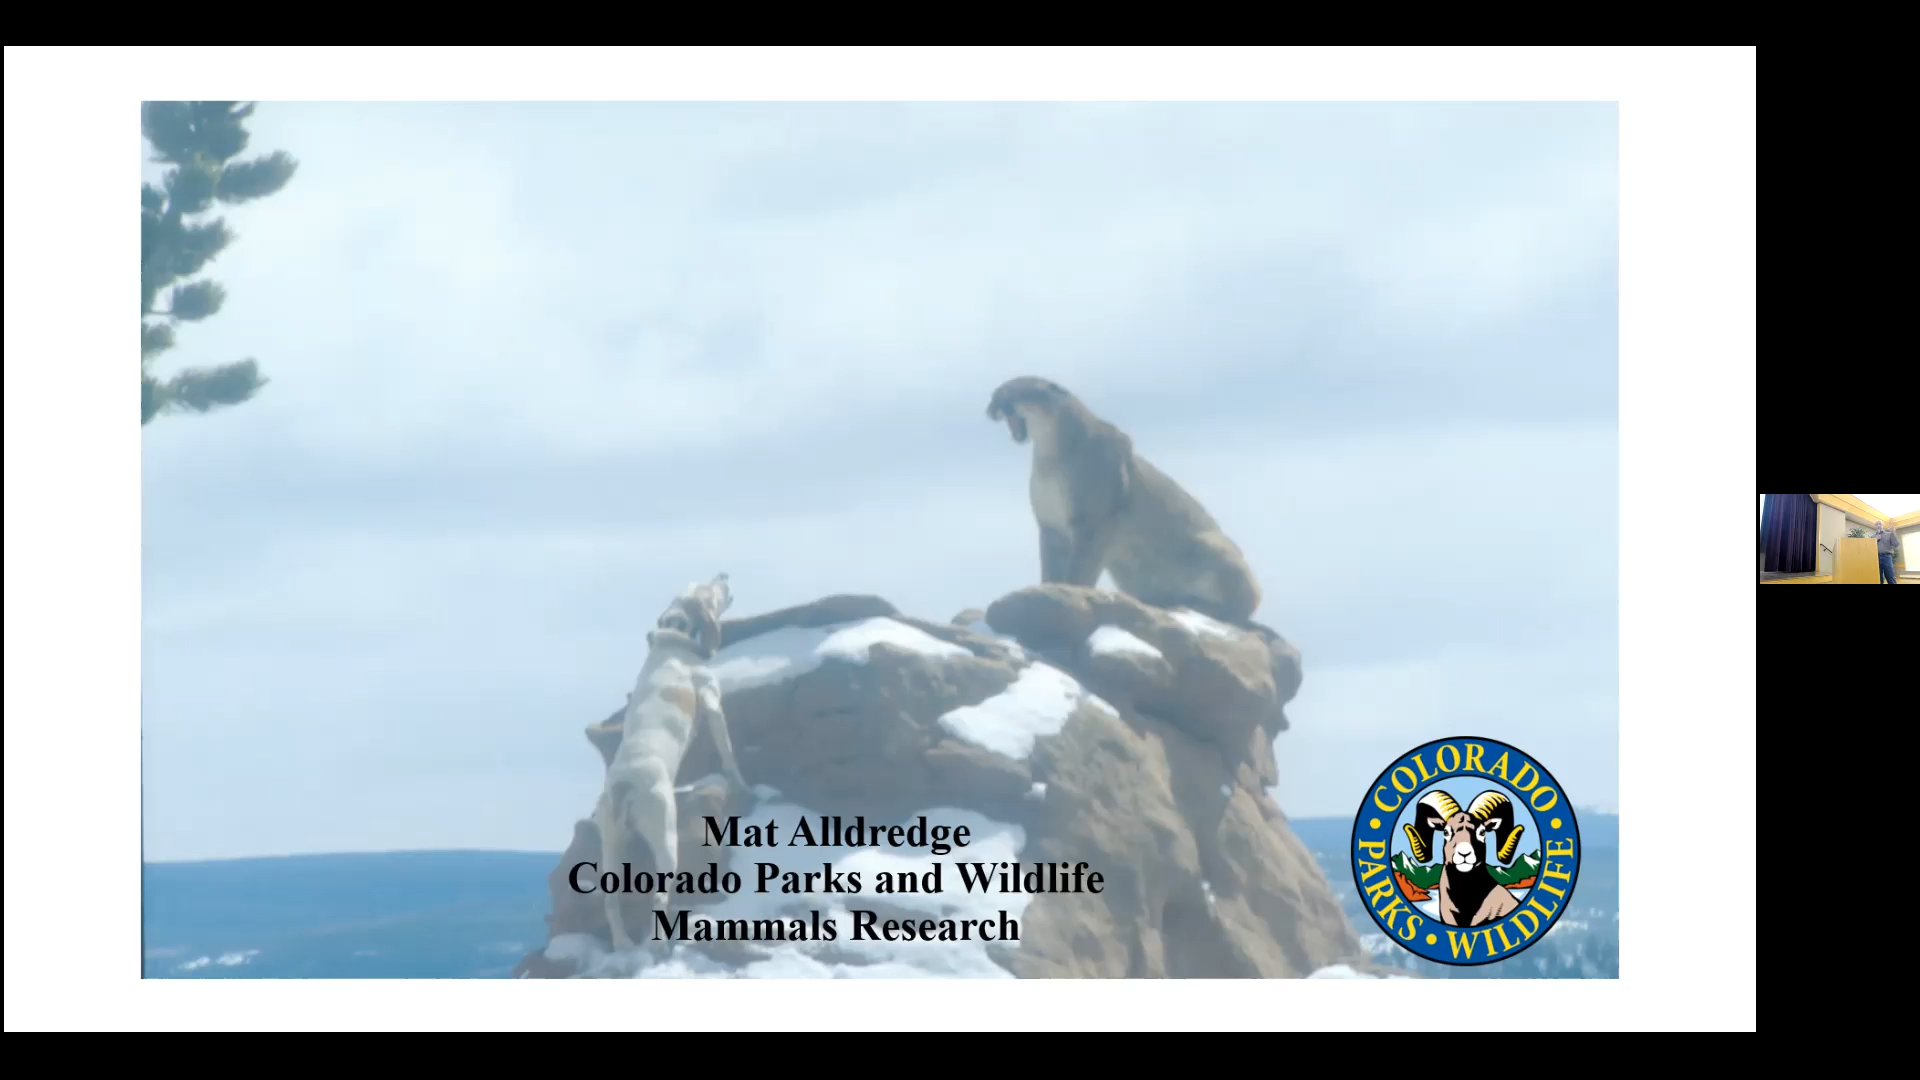 Mat Alldredge
Colorado Parks and Wildlife
Mammals Research
COLORADO
PARKS • WILDLIFE